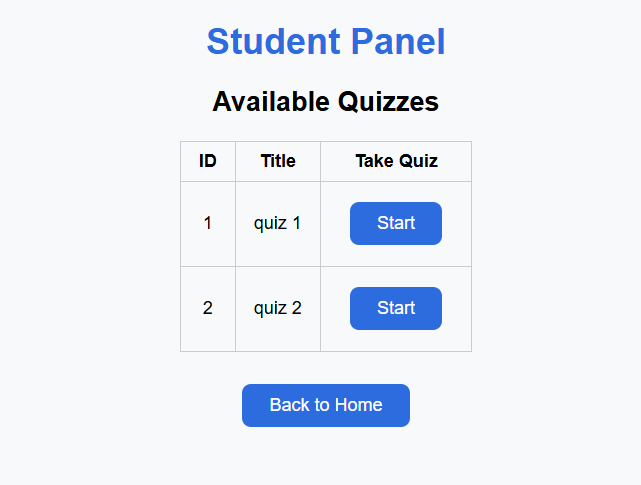 Student Panel
Available Quizzes
ID Title Take Quiz
1 quiz 1 Start
2 quiz 2 Start
Back to Home